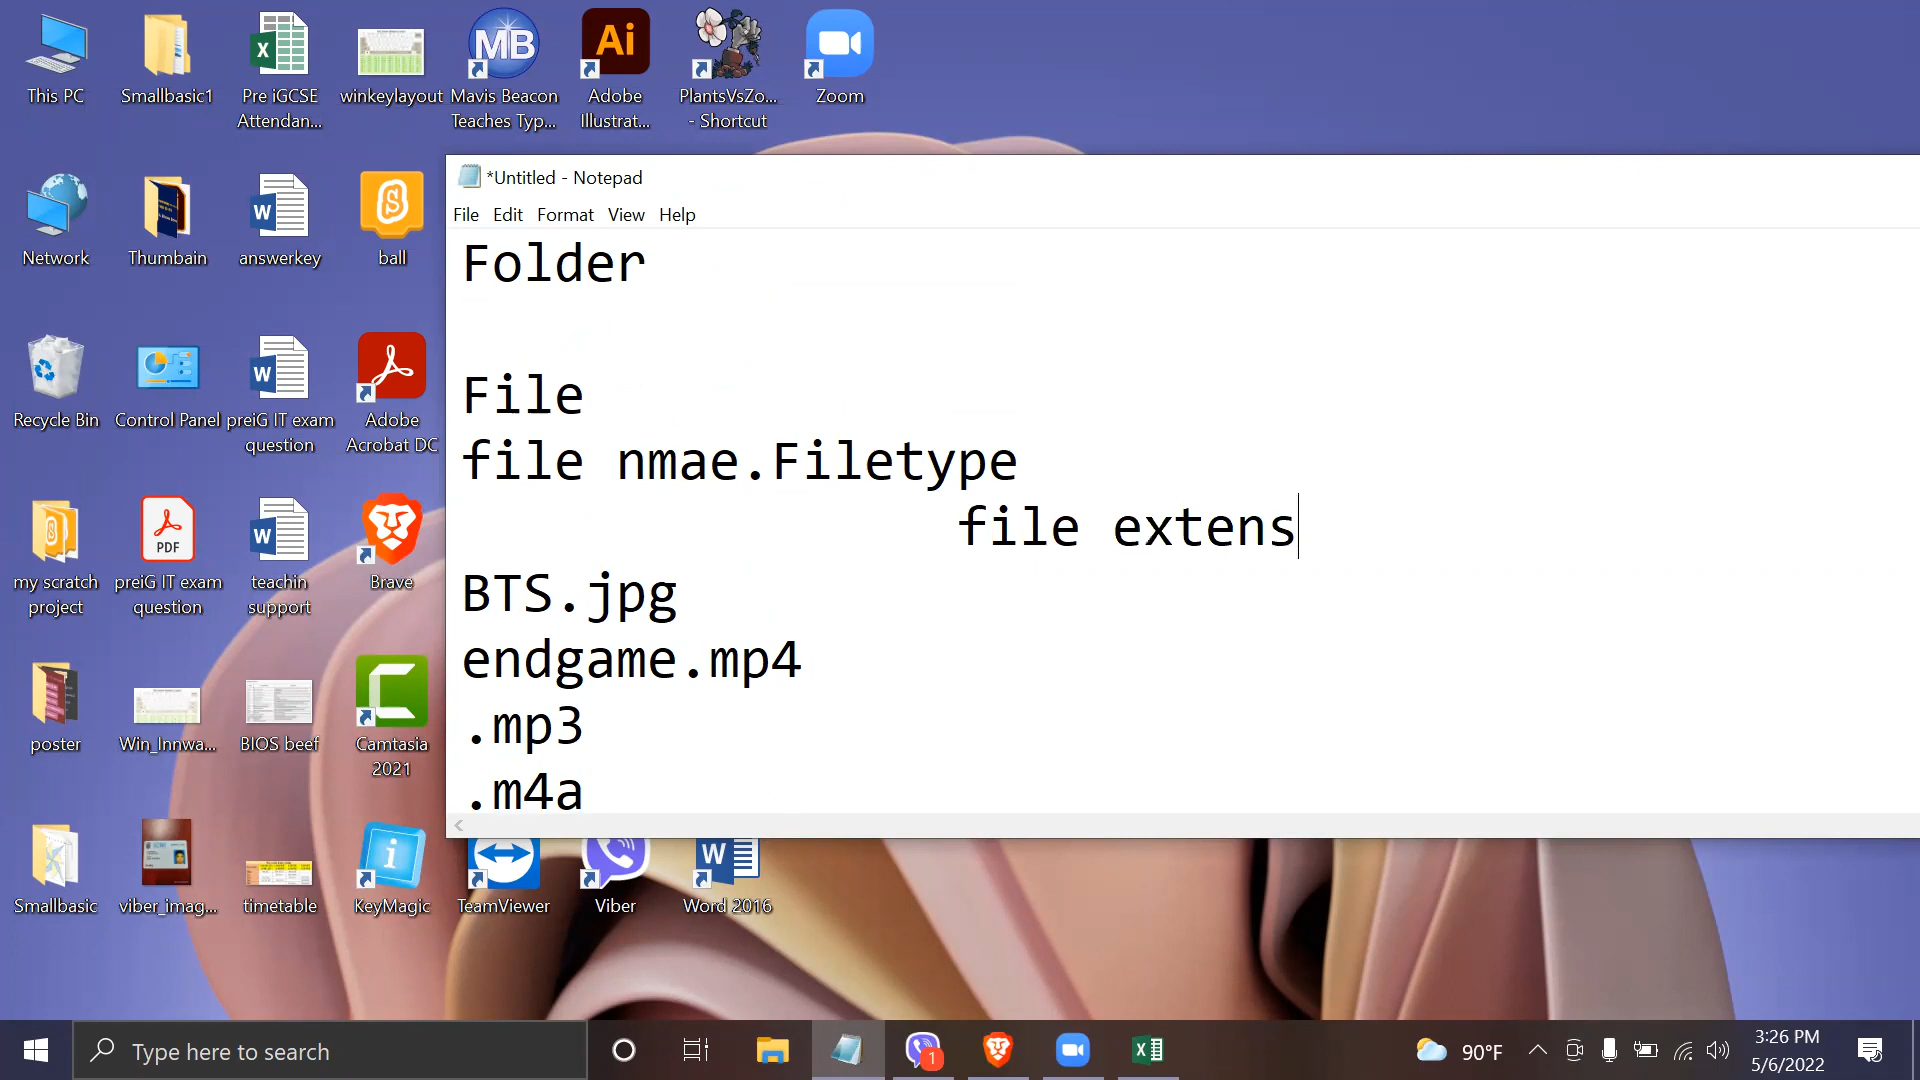 This PC
Smallbasic1
Pre iGCSE
Attendan...
winkeylayout
Mavis Beacon
Teaches Typ...
Adobe
Illustrat...
PlantsVsZo...
- Shortcut
Zoom
MB
Ai
*Untitled - Notepad
File Edit Format View Help
Folder
File
file nmae.Filetype
file extens
BTS.jpg
endgame.mp4
.mp3
.m4a
Network
Thumbain
answerkey
ball
Recycle Bin
Control Panel
preiG IT exam
question
Adobe
Acrobat DC
PDF
my scratch
project
preiG IT exam
question
teachin
support
Brave
poster
Win_Innwa...
BIOS beef
Camtasia
2021
Smallbasic
viber_imag...
timetable
KeyMagic
TeamViewer
Viber
Word 2016
Type here to search
1
90°F
3:26 PM
5/6/2022